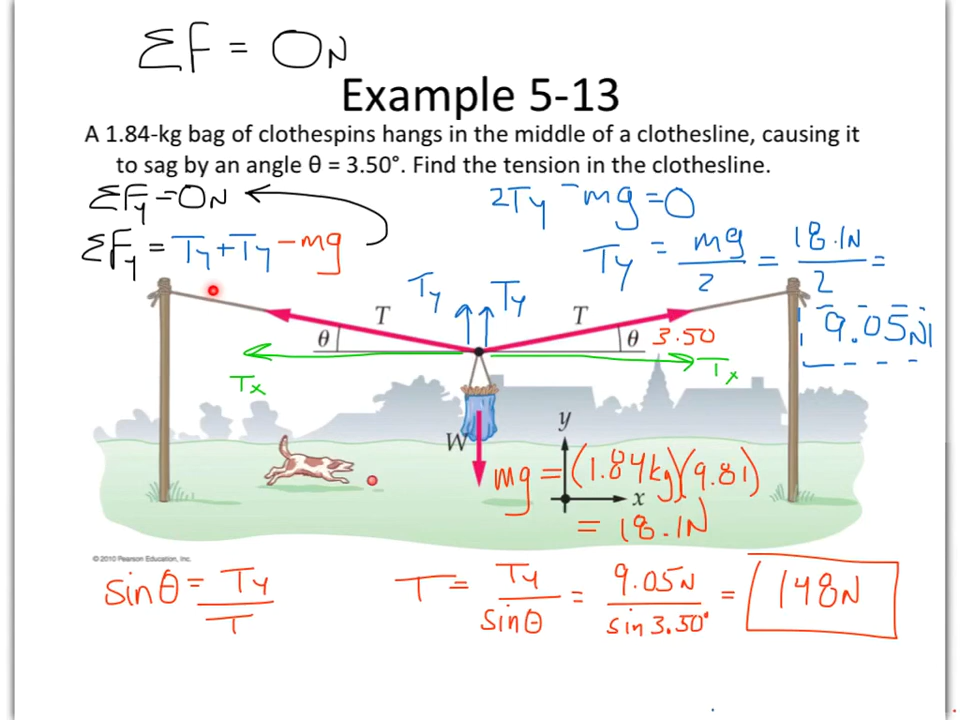 ΣF = 0N
Example 5-13
A 1.84-kg bag of clothespins hangs in the middle of a clothesline, causing it
to sag by an angle θ = 3.50°. Find the tension in the clothesline.
ΣFy = 0N
2Ty - mg = 0
ΣFy = Ty + Ty - mg
Ty = mg/2 = 18.1N/2 =
9.05N
Ty Ty
T T
θ θ 3.50
Tx Tx
W
y
x
mg = (1.84kg)(9.81)
= 18.1N
© 2010 Pearson Education, Inc.
sinθ = Ty/T
T = Ty/sinθ = 9.05N/sin 3.50° = 148N